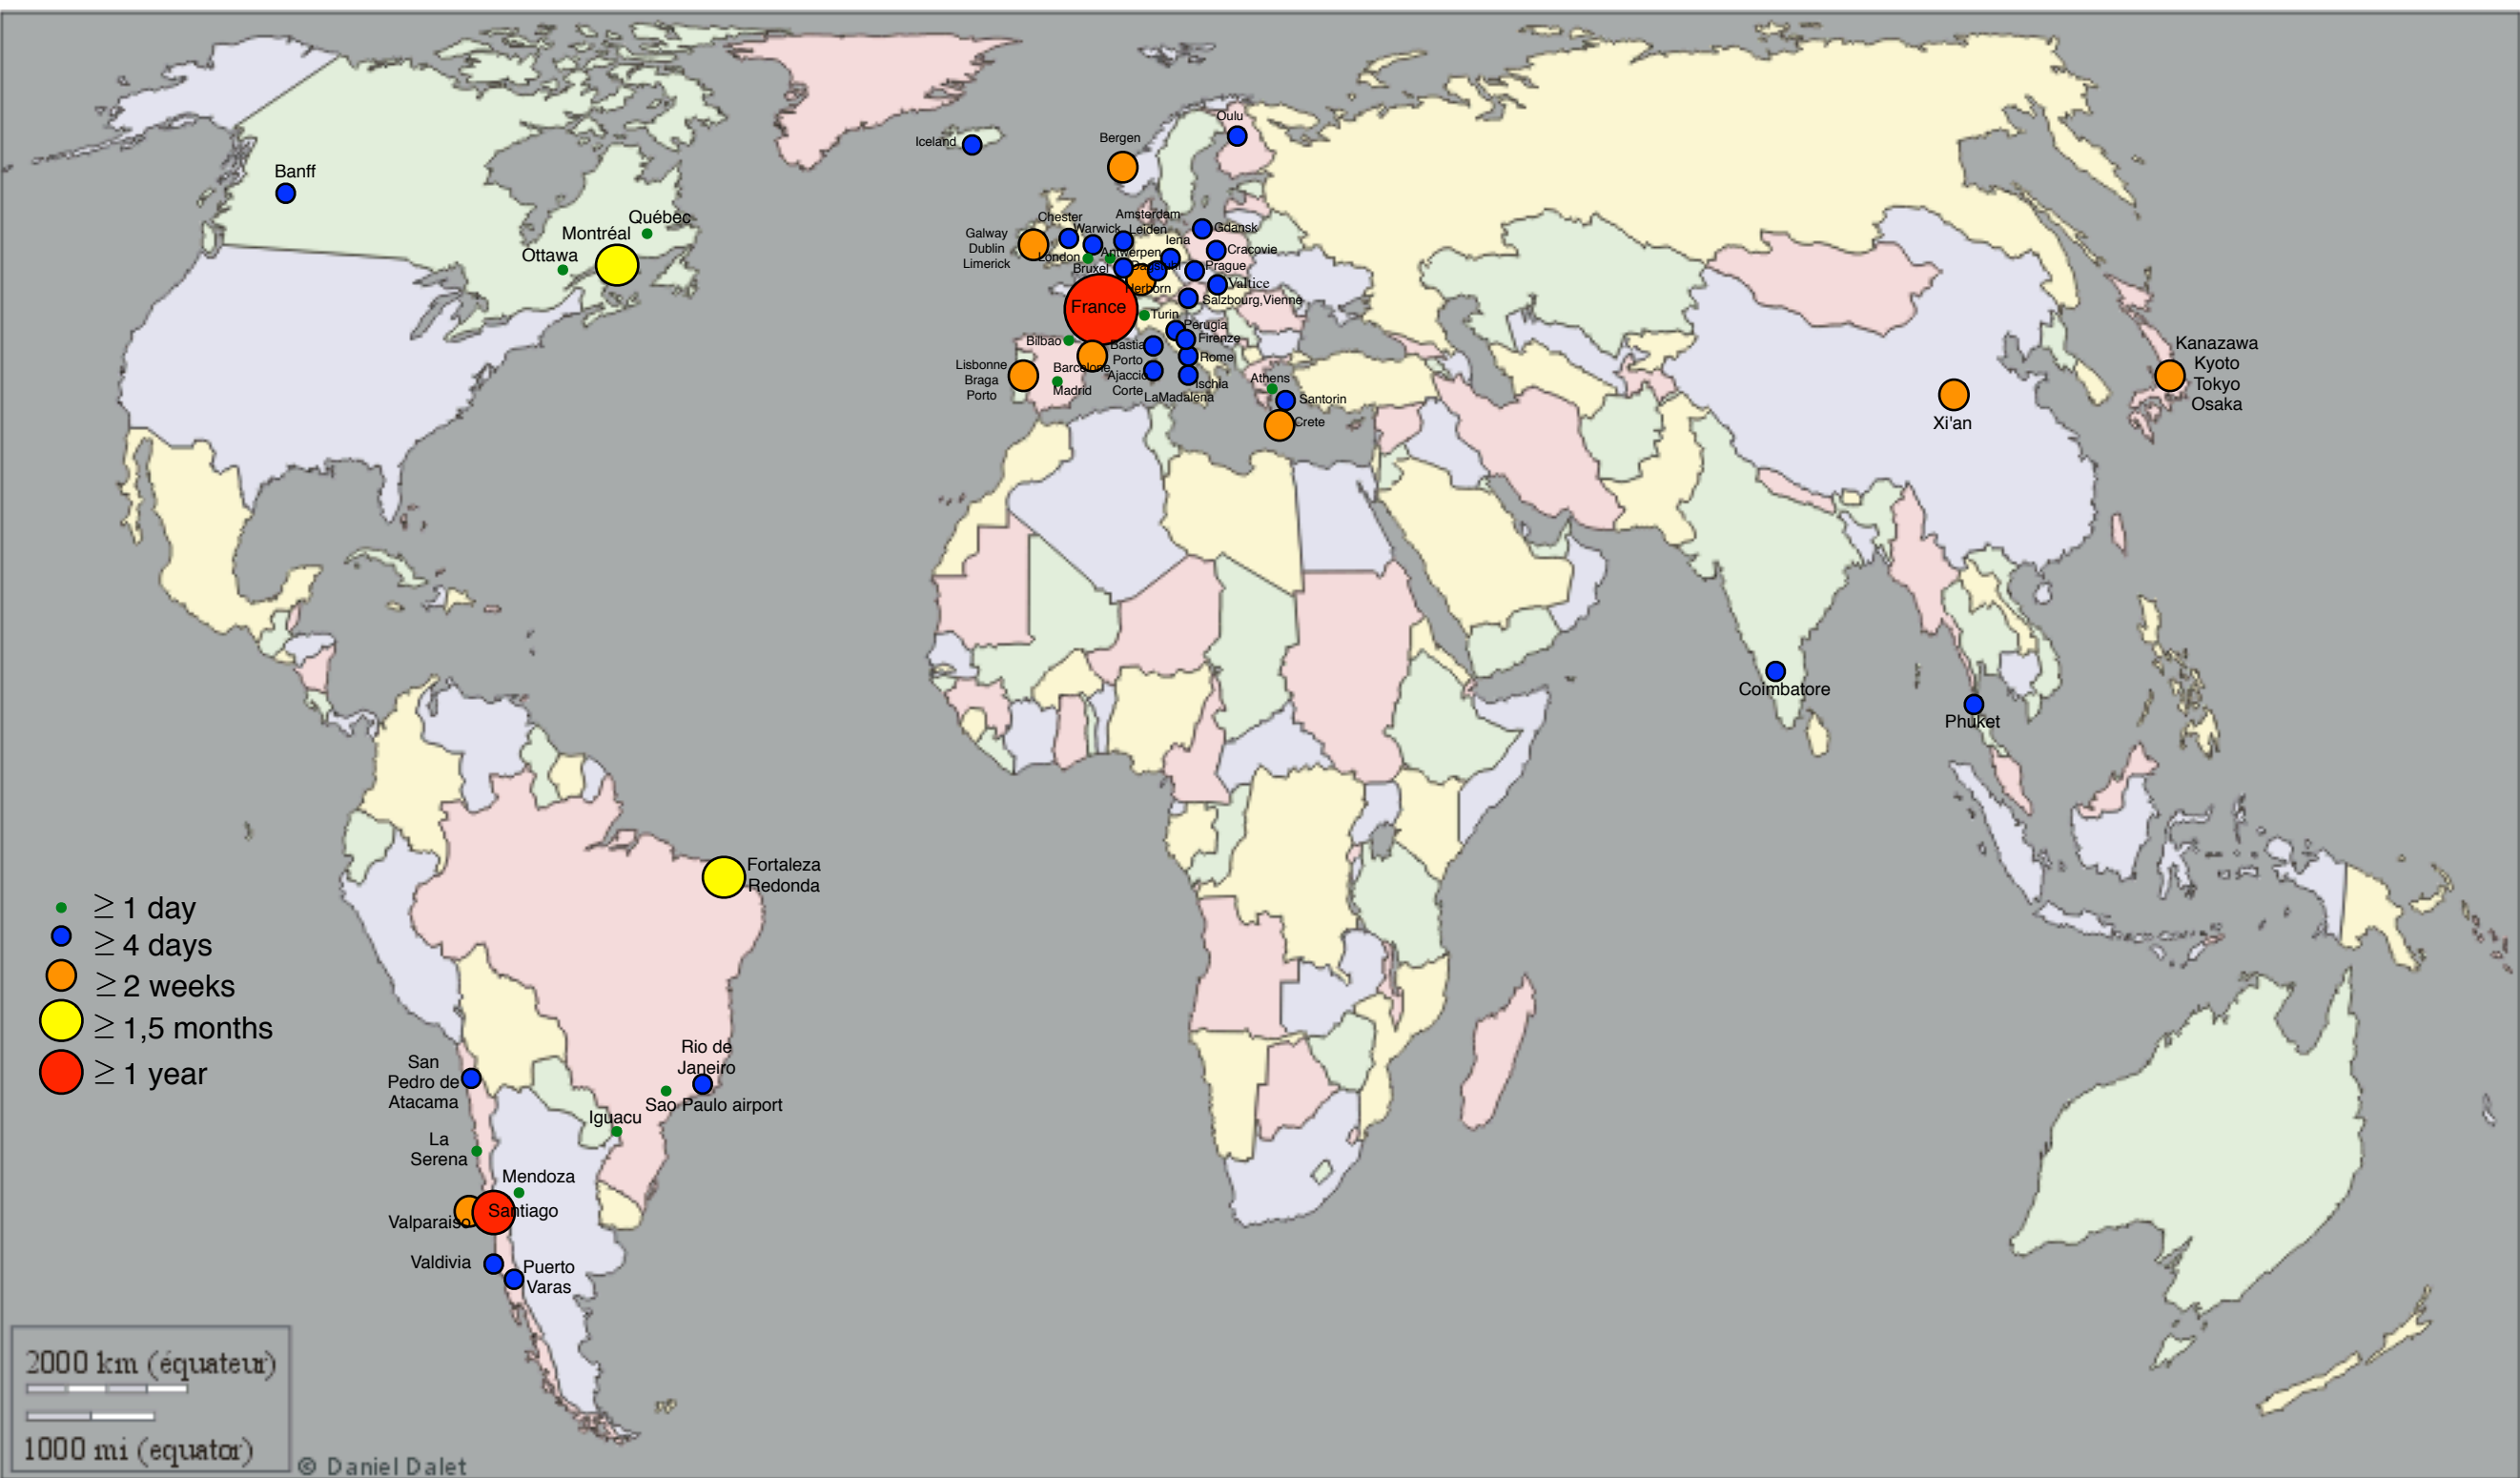 Oulu
Bergen
Iceland
Banff
Québec
Montréal
Ottawa
Chester
Amsterdam
Warwick
Leiden
Gdansk
Galway
Dublin
Limerick
Iena
London
Antwerpen
Cracovie
Bruxel
Dagstuhl
Prague
Herborn
Valtice
Salzbourg,Vienne
France
Turin
Perugia
Bilbao
Bastia
Firenze
Porto
Rome
Lisbonne
Braga
Porto
Barcelone
Madrid
Ajaccio
Corte
Ischia
LaMadalena
Athens
Santorin
Crete
Kanazawa
Kyoto
Tokyo
Osaka
Xi'an
Coimbatore
Phuket
Fortaleza
Redonda
≥ 1 day
≥ 4 days
≥ 2 weeks
≥ 1,5 months
≥ 1 year
San
Pedro de
Atacama
Rio de
Janeiro
Sao Paulo airport
Iguacu
La
Serena
Mendoza
Santiago
Valparaiso
Valdivia
Puerto
Varas
2000 km (équateur)
1000 mi (equator)
© Daniel Dalet